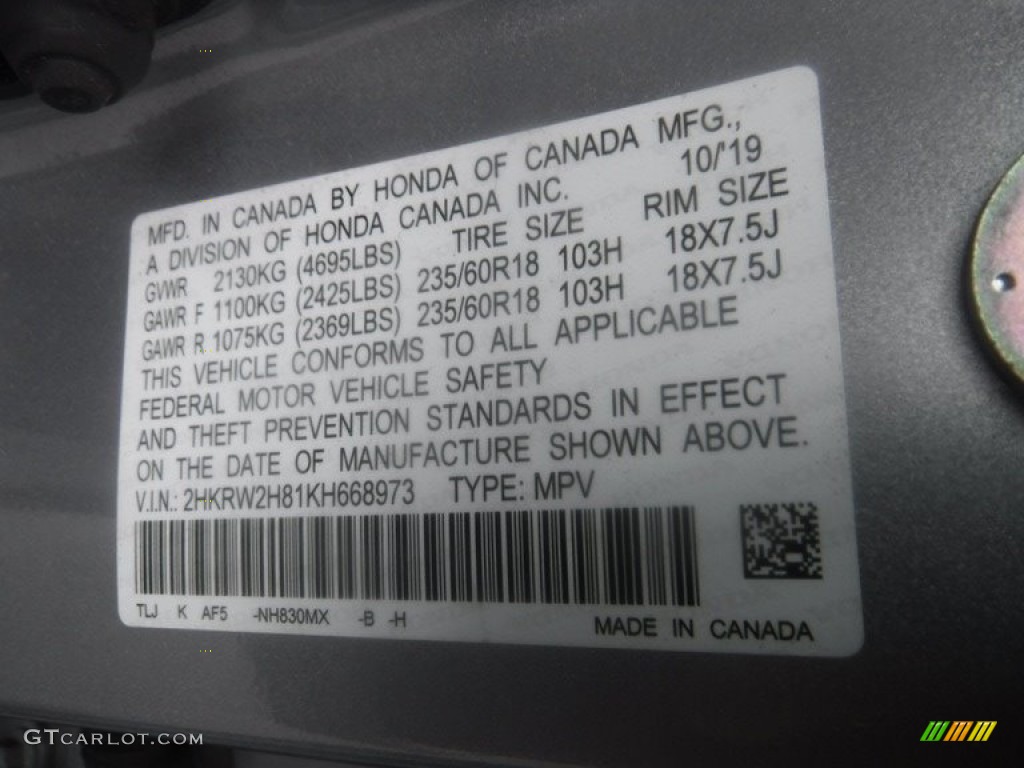 MFD. IN CANADA BY HONDA OF CANADA MFG.,
A DIVISION OF HONDA CANADA INC. 10/'19
GVWR 2130KG (4695LBS) TIRE SIZE RIM SIZE
GAWR F 1100KG (2425LBS) 235/60R18 103H 18X7.5J
GAWR R 1075KG (2369LBS) 235/60R18 103H 18X7.5J
THIS VEHICLE CONFORMS TO ALL APPLICABLE
FEDERAL MOTOR VEHICLE SAFETY
AND THEFT PREVENTION STANDARDS IN EFFECT
ON THE DATE OF MANUFACTURE SHOWN ABOVE.
V.I.N.: 2HKRW2H81KH668973 TYPE: MPV
TLJ K AF5 -NH830MX -B -H
MADE IN CANADA
GTCARLOT.COM